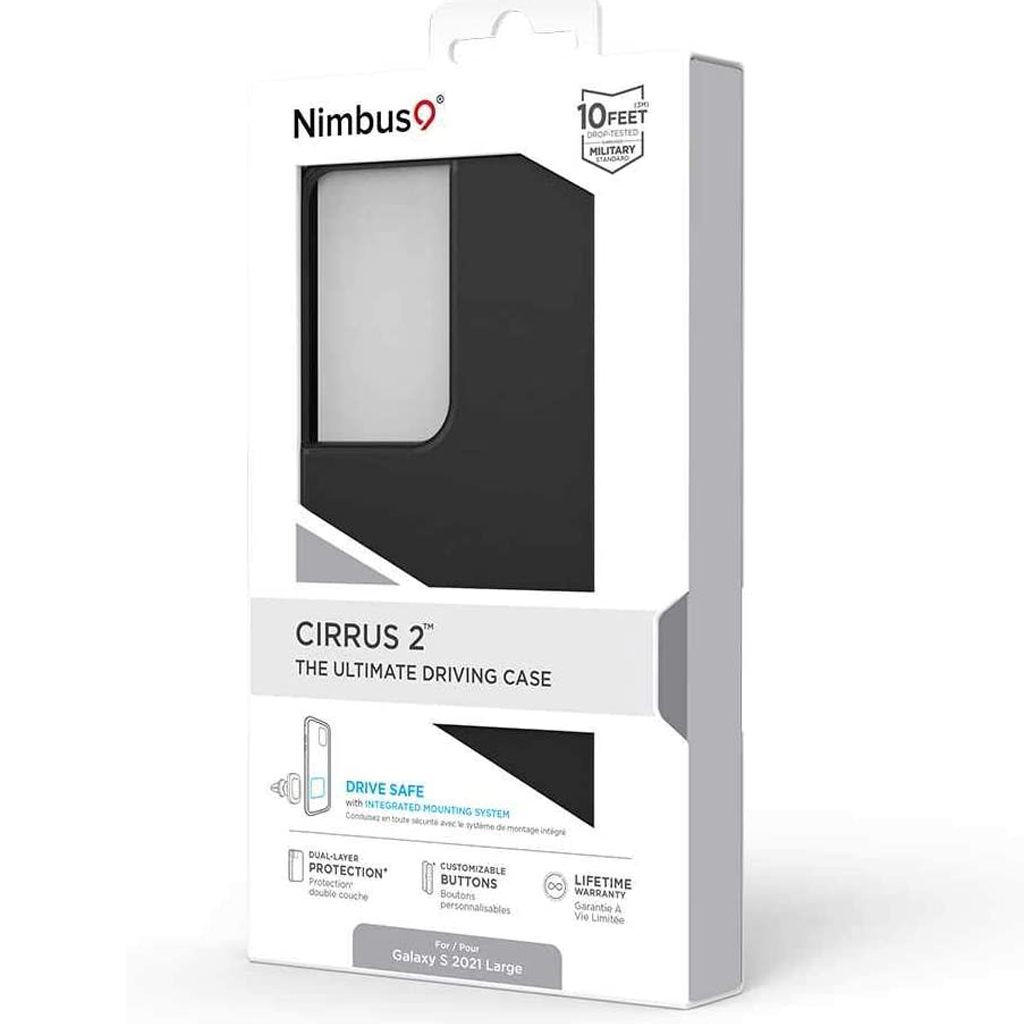 Nimbus9®
10 FEET (3M)
DROP-TESTED
MILITARY
STANDARD
CIRRUS 2™
THE ULTIMATE DRIVING CASE
DRIVE SAFE
with INTEGRATED MOUNTING SYSTEM
Conduisez en toute sécurité avec le système de montage intégré
DUAL-LAYER
PROTECTION*
Protection*
double couche
CUSTOMIZABLE
BUTTONS
Boutons
personnalisables
LIFETIME
WARRANTY
Garantie À
Vie Limitée
For / Pour
Galaxy S 2021 Large